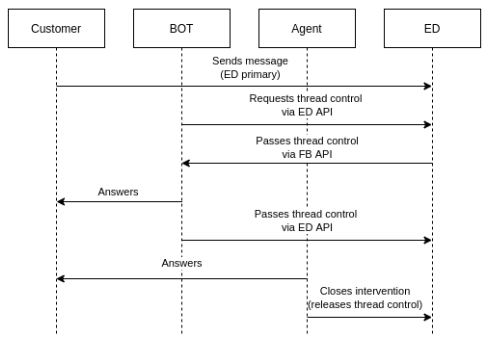 Customer
BOT
Agent
ED
Sends message
(ED primary)
Requests thread control
via ED API
Passes thread control
via FB API
Answers
Passes thread control
via ED API
Answers
Closes intervention
(releases thread control)